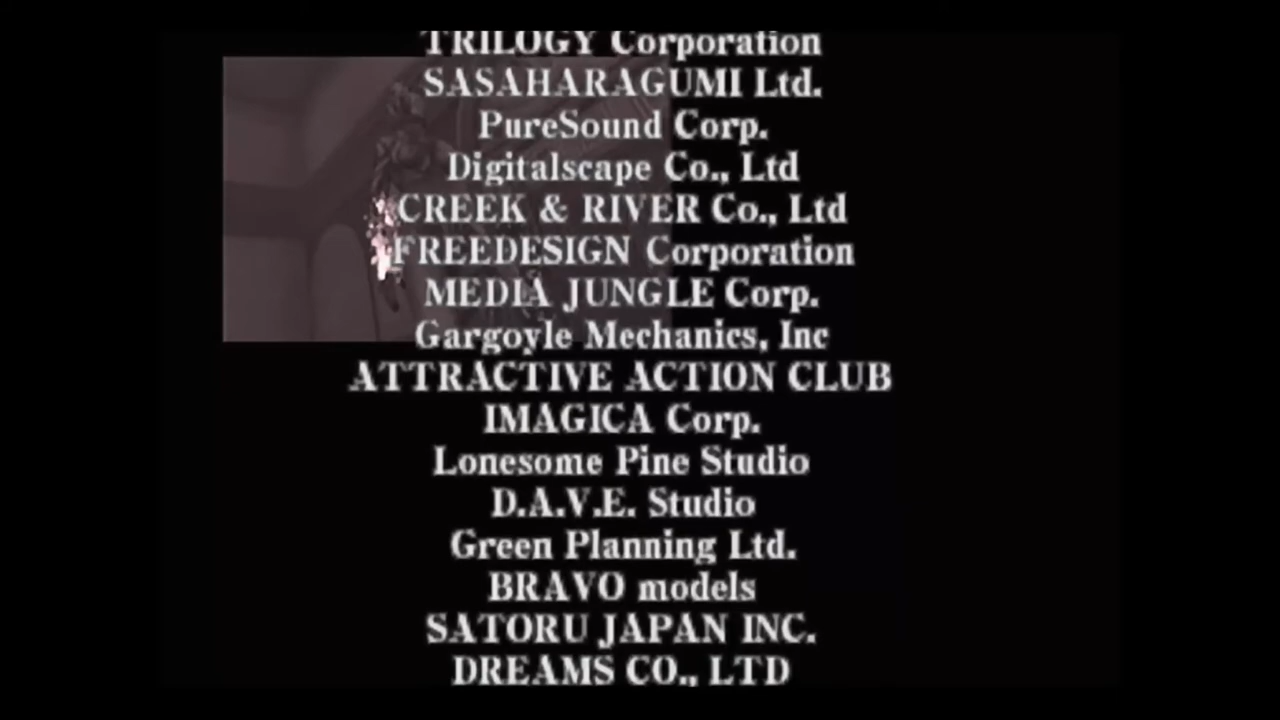 TRILOGY Corporation
SASAHARAGUMI Ltd.
PureSound Corp.
Digitalscape Co., Ltd
CREEK & RIVER Co., Ltd
FREEDESIGN Corporation
MEDIA JUNGLE Corp.
Gargoyle Mechanics, Inc
ATTRACTIVE ACTION CLUB
IMAGICA Corp.
Lonesome Pine Studio
D.A.V.E. Studio
Green Planning Ltd.
BRAVO models
SATORU JAPAN INC.
DREAMS CO., LTD